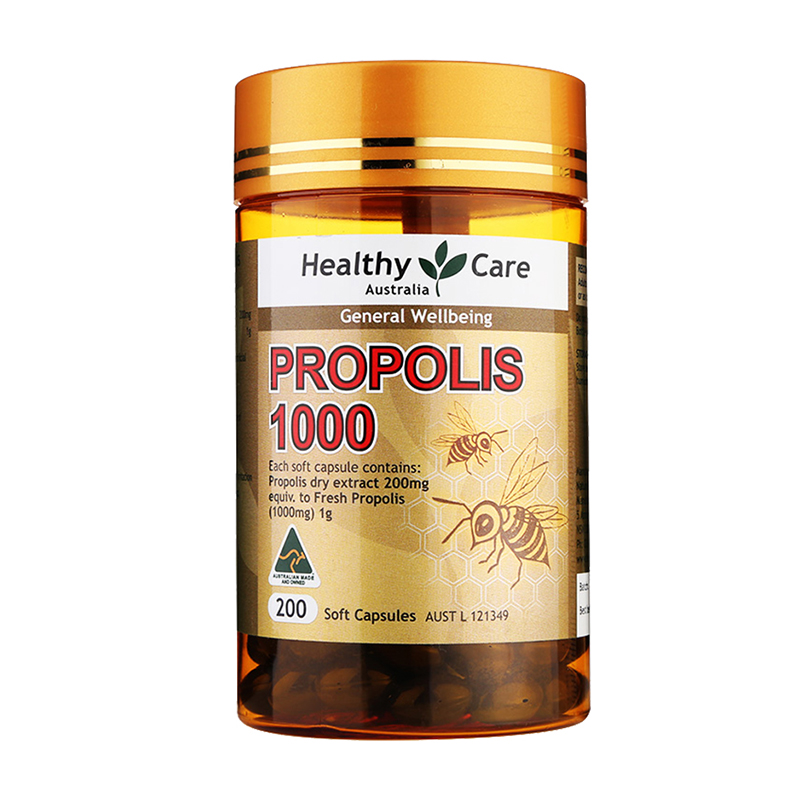 Healthy Care
Australia
General Wellbeing
PROPOLIS
1000
Each soft capsule contains:
Propolis dry extract 200mg
equiv. to Fresh Propolis
(1000mg) 1g
AUSTRALIAN MADE
AND OWNED
200 Soft Capsules AUST L 121349